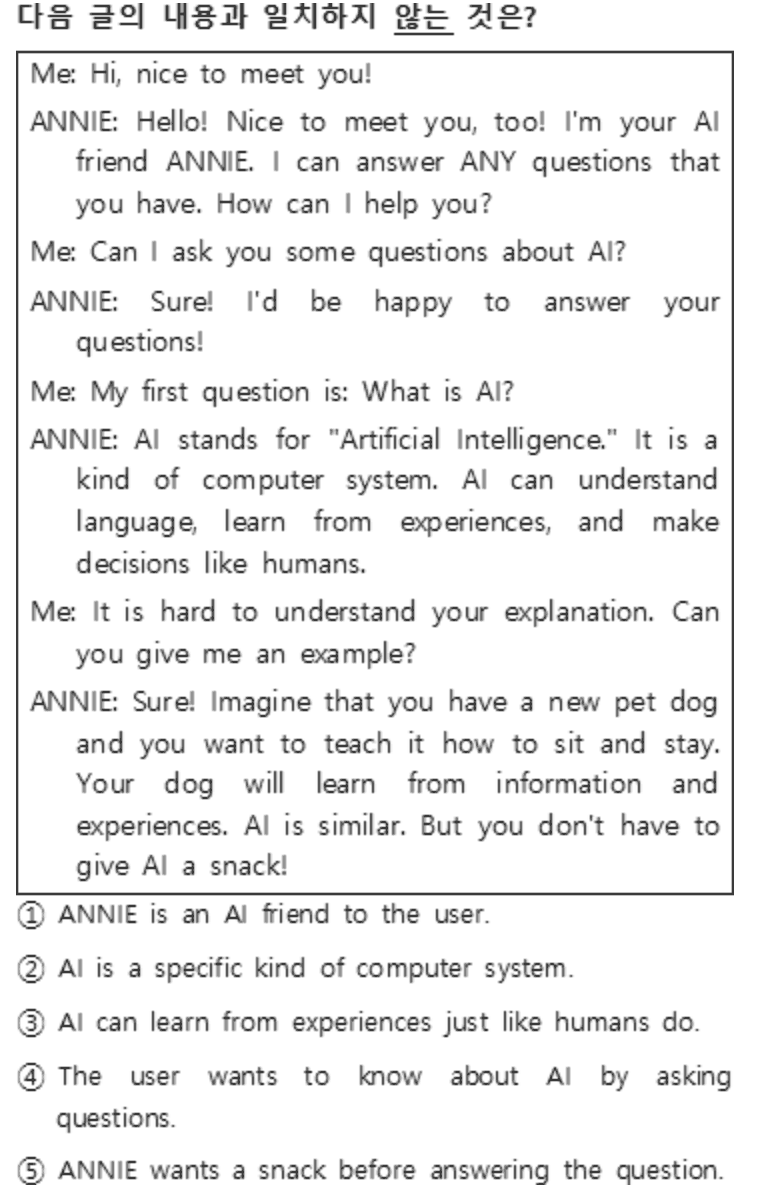 다음 글의 내용과 일치하지 않는 것은?
Me: Hi, nice to meet you!
ANNIE: Hello! Nice to meet you, too! I'm your AI
friend ANNIE. I can answer ANY questions that
you have. How can I help you?
Me: Can I ask you some questions about AI?
ANNIE: Sure! I'd be happy to answer your
questions!
Me: My first question is: What is AI?
ANNIE: AI stands for "Artificial Intelligence." It is a
kind of computer system. AI can understand
language, learn from experiences, and make
decisions like humans.
Me: It is hard to understand your explanation. Can
you give me an example?
ANNIE: Sure! Imagine that you have a new pet dog
and you want to teach it how to sit and stay.
Your dog will learn from information and
experiences. AI is similar. But you don't have to
give AI a snack!
① ANNIE is an AI friend to the user.
② AI is a specific kind of computer system.
③ AI can learn from experiences just like humans do.
④ The user wants to know about AI by asking
questions.
⑤ ANNIE wants a snack before answering the question.